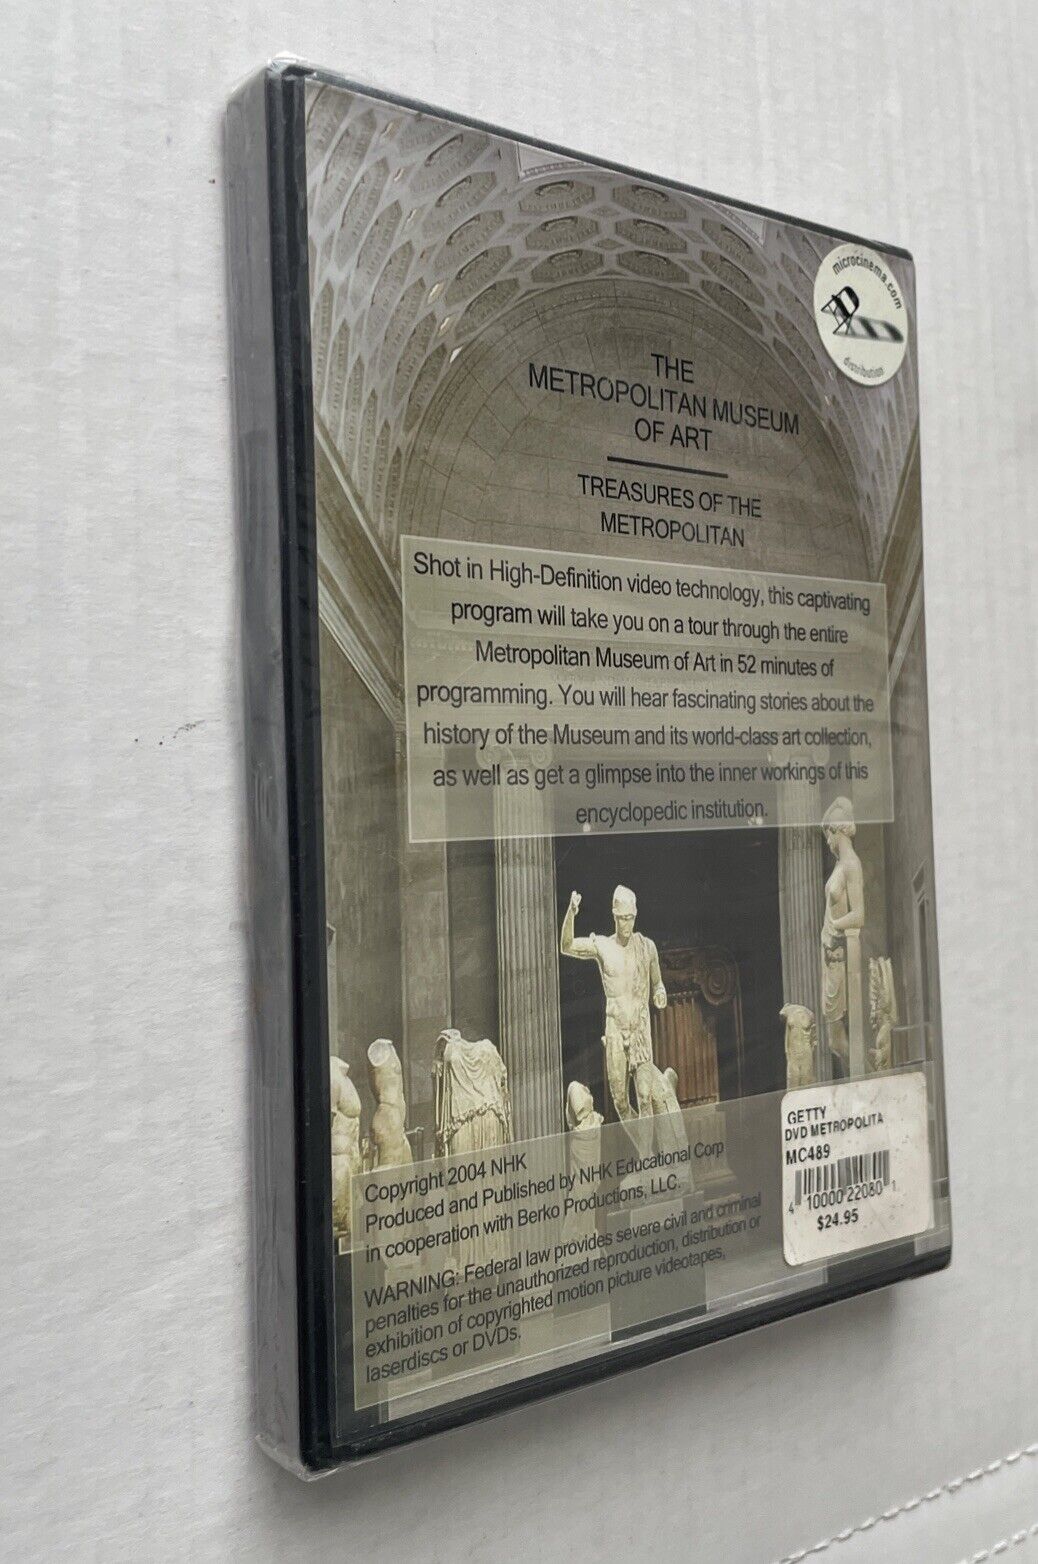 microcinema.com
distribution
THE
METROPOLITAN MUSEUM
OF ART
TREASURES OF THE
METROPOLITAN
Shot in High-Definition video technology, this captivating
program will take you on a tour through the entire
Metropolitan Museum of Art in 52 minutes of
programming. You will hear fascinating stories about the
history of the Museum and its world-class art collection,
as well as get a glimpse into the inner workings of this
encyclopedic institution.
Copyright 2004 NHK
Produced and Published by NHK Educational Corp
in cooperation with Berko Productions, LLC.
WARNING: Federal law provides severe civil and criminal
penalties for the unauthorized reproduction, distribution or
exhibition of copyrighted motion picture videotapes,
laserdiscs or DVDs.
GETTY
DVD METROPOLITA
MC489
4 10000 22080 1
$24.95